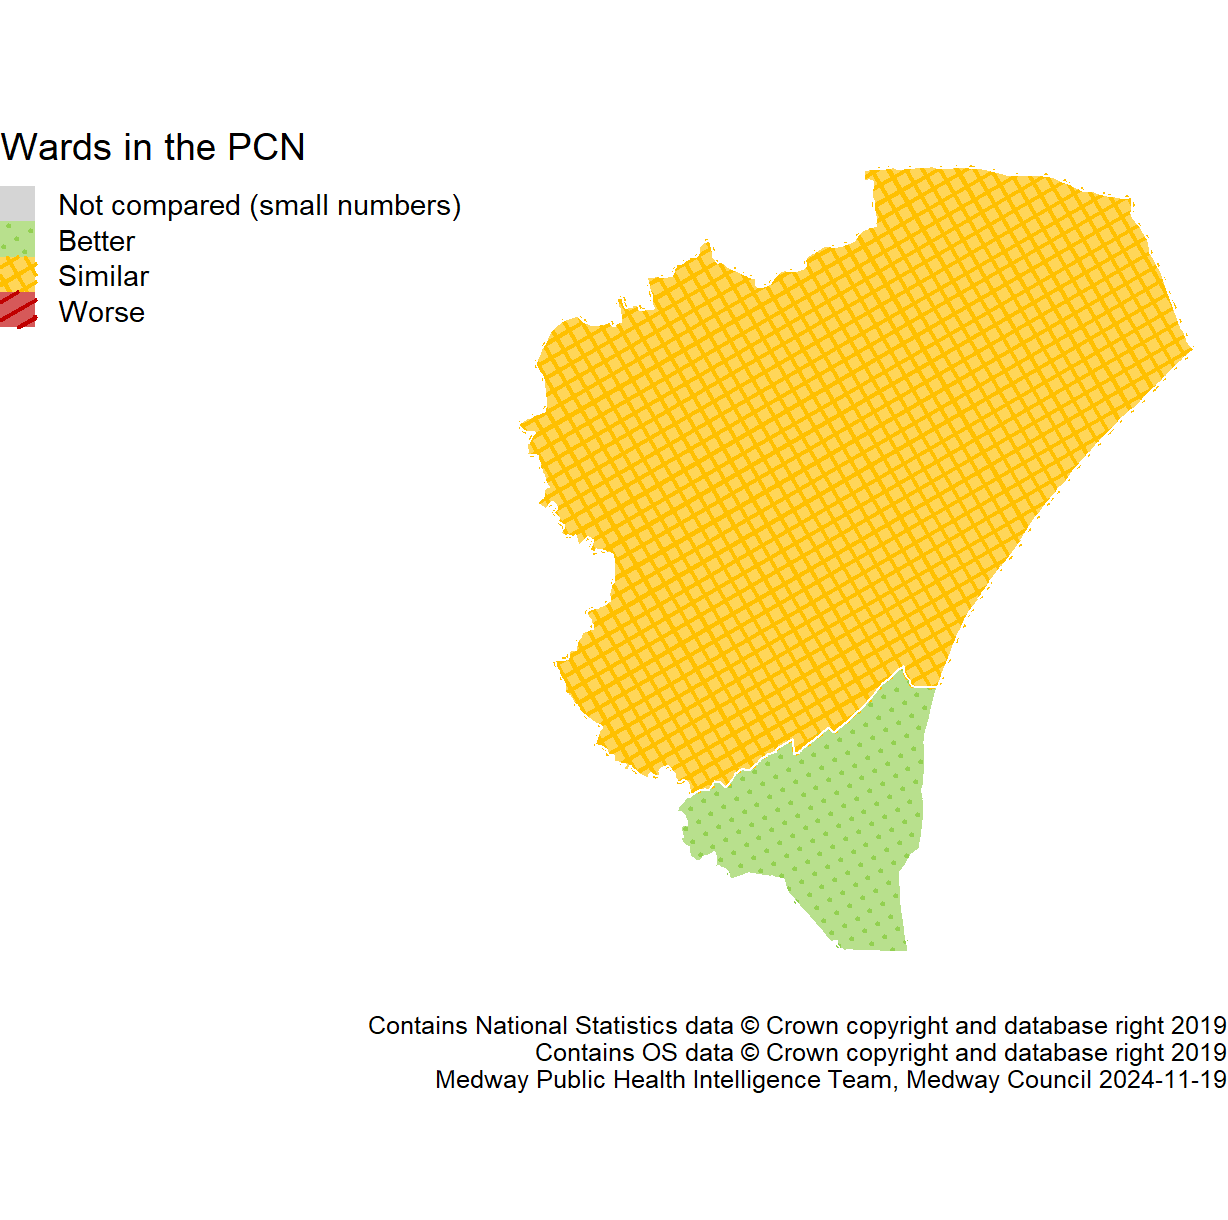 Wards in the PCN
Not compared (small numbers)
Better
Similar
Worse
Contains National Statistics data © Crown copyright and database right 2019
Contains OS data © Crown copyright and database right 2019
Medway Public Health Intelligence Team, Medway Council 2024-11-19